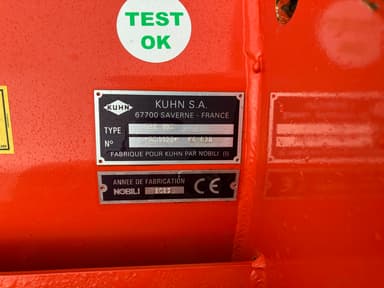 TEST
OK
KUHN
KUHN S.A.
67700 SAVERNE - FRANCE
TYPE
N°
FABRIQUE POUR KUHN PAR NOBILI (I)
ANNEE DE FABRICATION
NOBILI
CE